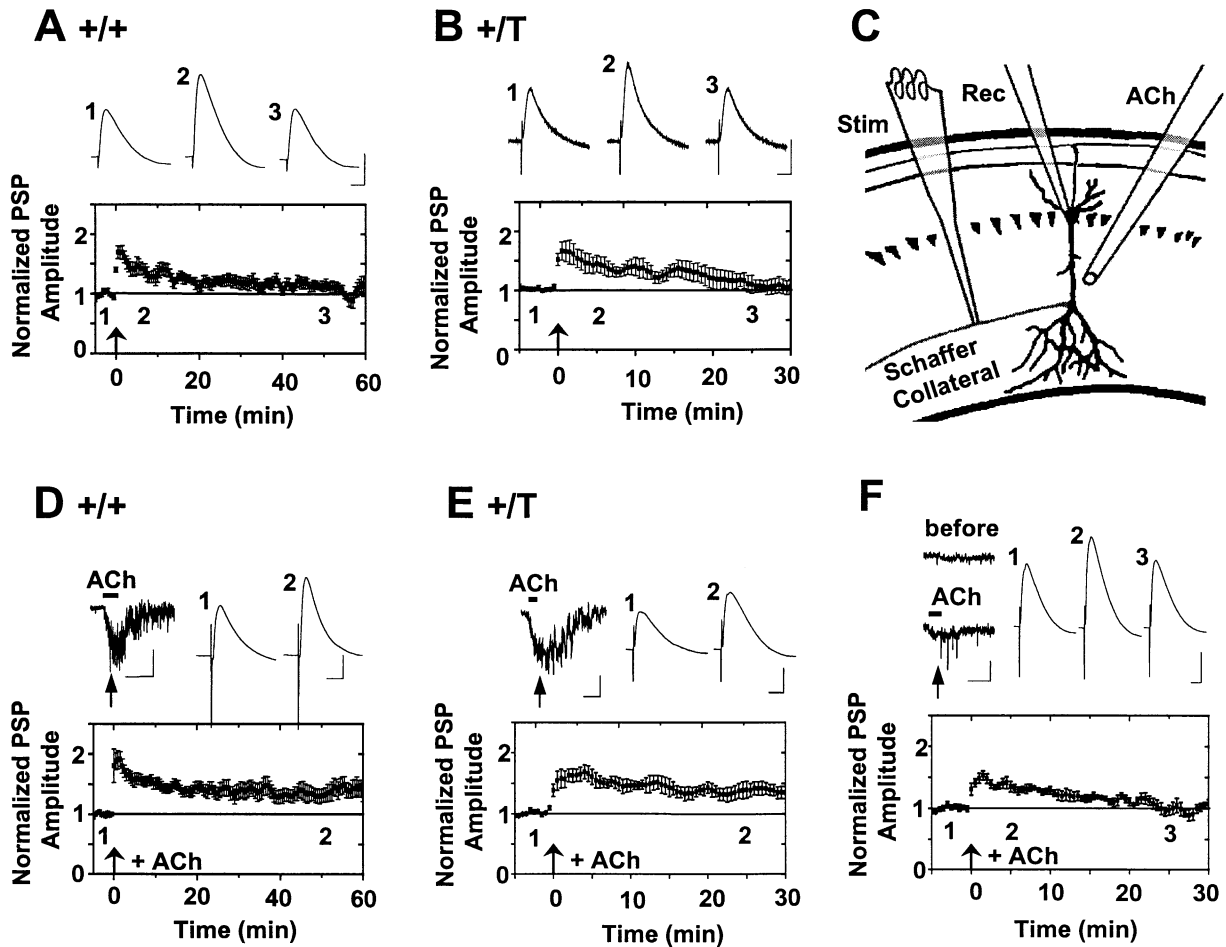 A +/+
1
2
3
Normalized PSP
Amplitude
2
1
0
1
2
3
0
20
40
60
Time (min)
B +/T
1
2
3
Normalized PSP
Amplitude
2
1
0
1
2
3
0
10
20
30
Time (min)
C
Stim
Rec
ACh
Schaffer
Collateral
D +/+
ACh
1
2
Normalized PSP
Amplitude
2
1
0
1
2
+ ACh
0
20
40
60
Time (min)
E +/T
ACh
1
2
Normalized PSP
Amplitude
2
1
0
1
2
+ ACh
0
10
20
30
Time (min)
F
before
ACh
1
2
3
Normalized PSP
Amplitude
2
1
0
1
2
3
+ ACh
0
10
20
30
Time (min)